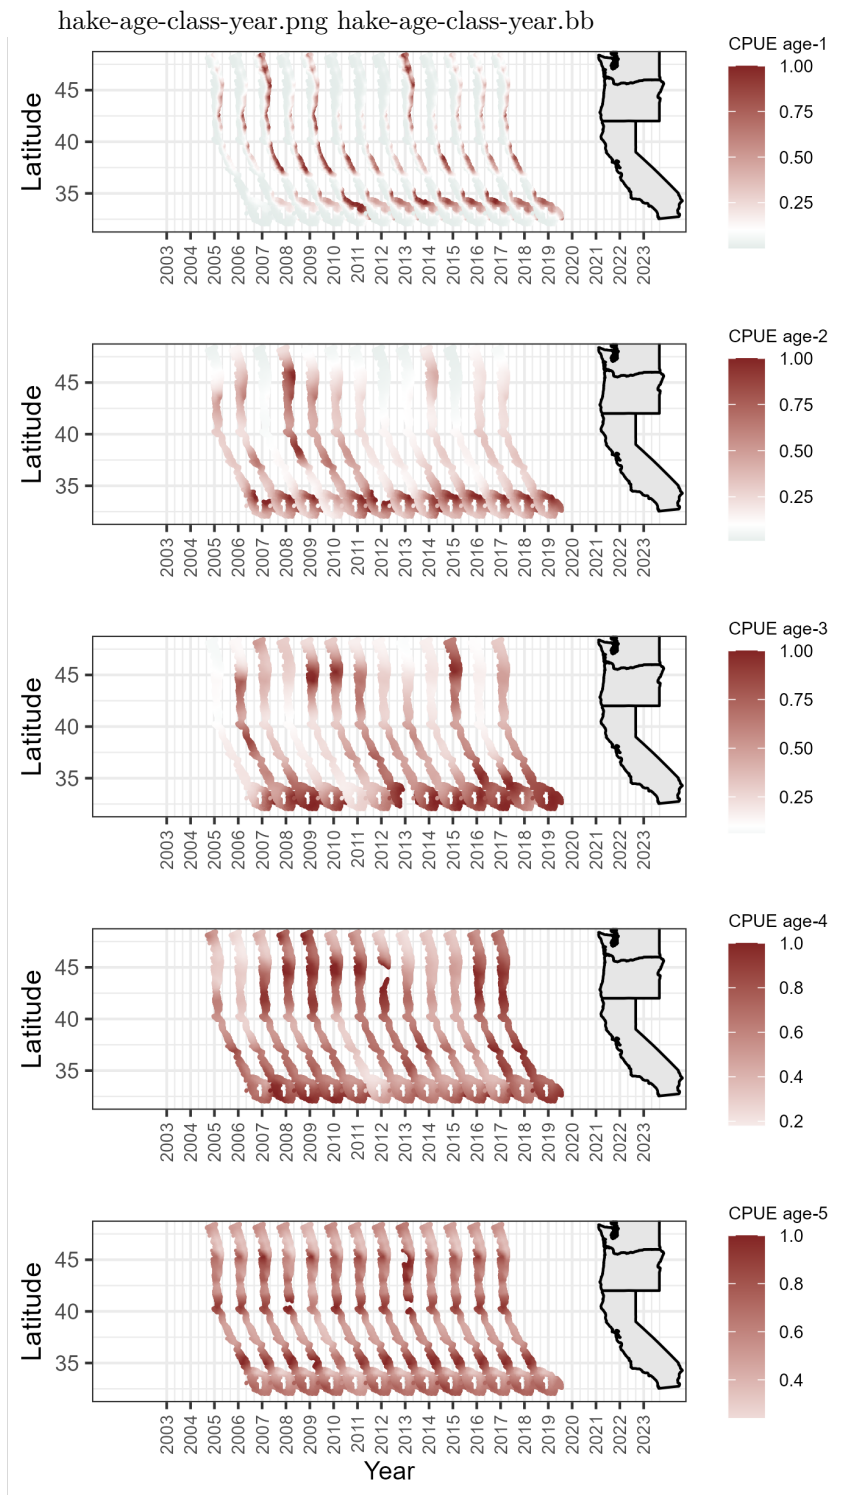 hake-age-class-year.png hake-age-class-year.bb
CPUE age-1
1.00
0.75
0.50
0.25
Latitude
45
40
35
2003 2004 2005 2006 2007 2008 2009 2010 2011 2012 2013 2014 2015 2016 2017 2018 2019 2020 2021 2022 2023
CPUE age-2
1.00
0.75
0.50
0.25
Latitude
45
40
35
2003 2004 2005 2006 2007 2008 2009 2010 2011 2012 2013 2014 2015 2016 2017 2018 2019 2020 2021 2022 2023
CPUE age-3
1.00
0.75
0.50
0.25
Latitude
45
40
35
2003 2004 2005 2006 2007 2008 2009 2010 2011 2012 2013 2014 2015 2016 2017 2018 2019 2020 2021 2022 2023
CPUE age-4
1.0
0.8
0.6
0.4
0.2
Latitude
45
40
35
2003 2004 2005 2006 2007 2008 2009 2010 2011 2012 2013 2014 2015 2016 2017 2018 2019 2020 2021 2022 2023
CPUE age-5
1.0
0.8
0.6
0.4
Latitude
45
40
35
2003 2004 2005 2006 2007 2008 2009 2010 2011 2012 2013 2014 2015 2016 2017 2018 2019 2020 2021 2022 2023
Year